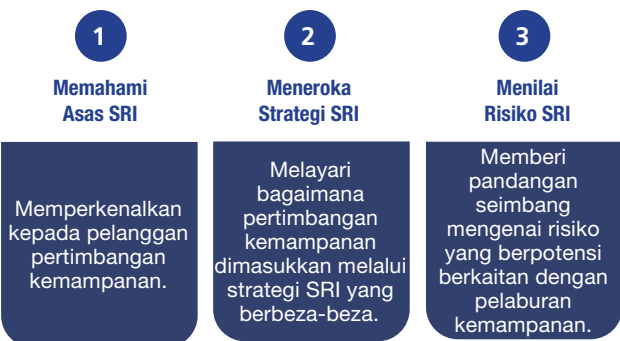 1
Memahami
Asas SRI
Memperkenalkan
kepada pelanggan
pertimbangan
kemampanan.
2
Meneroka
Strategi SRI
Melayari
bagaimana
pertimbangan
kemampanan
dimasukkan melalui
strategi SRI yang
berbeza-beza.
3
Menilai
Risiko SRI
Memberi
pandangan
seimbang
mengenai risiko
yang berpotensi
berkaitan dengan
pelaburan
kemampanan.